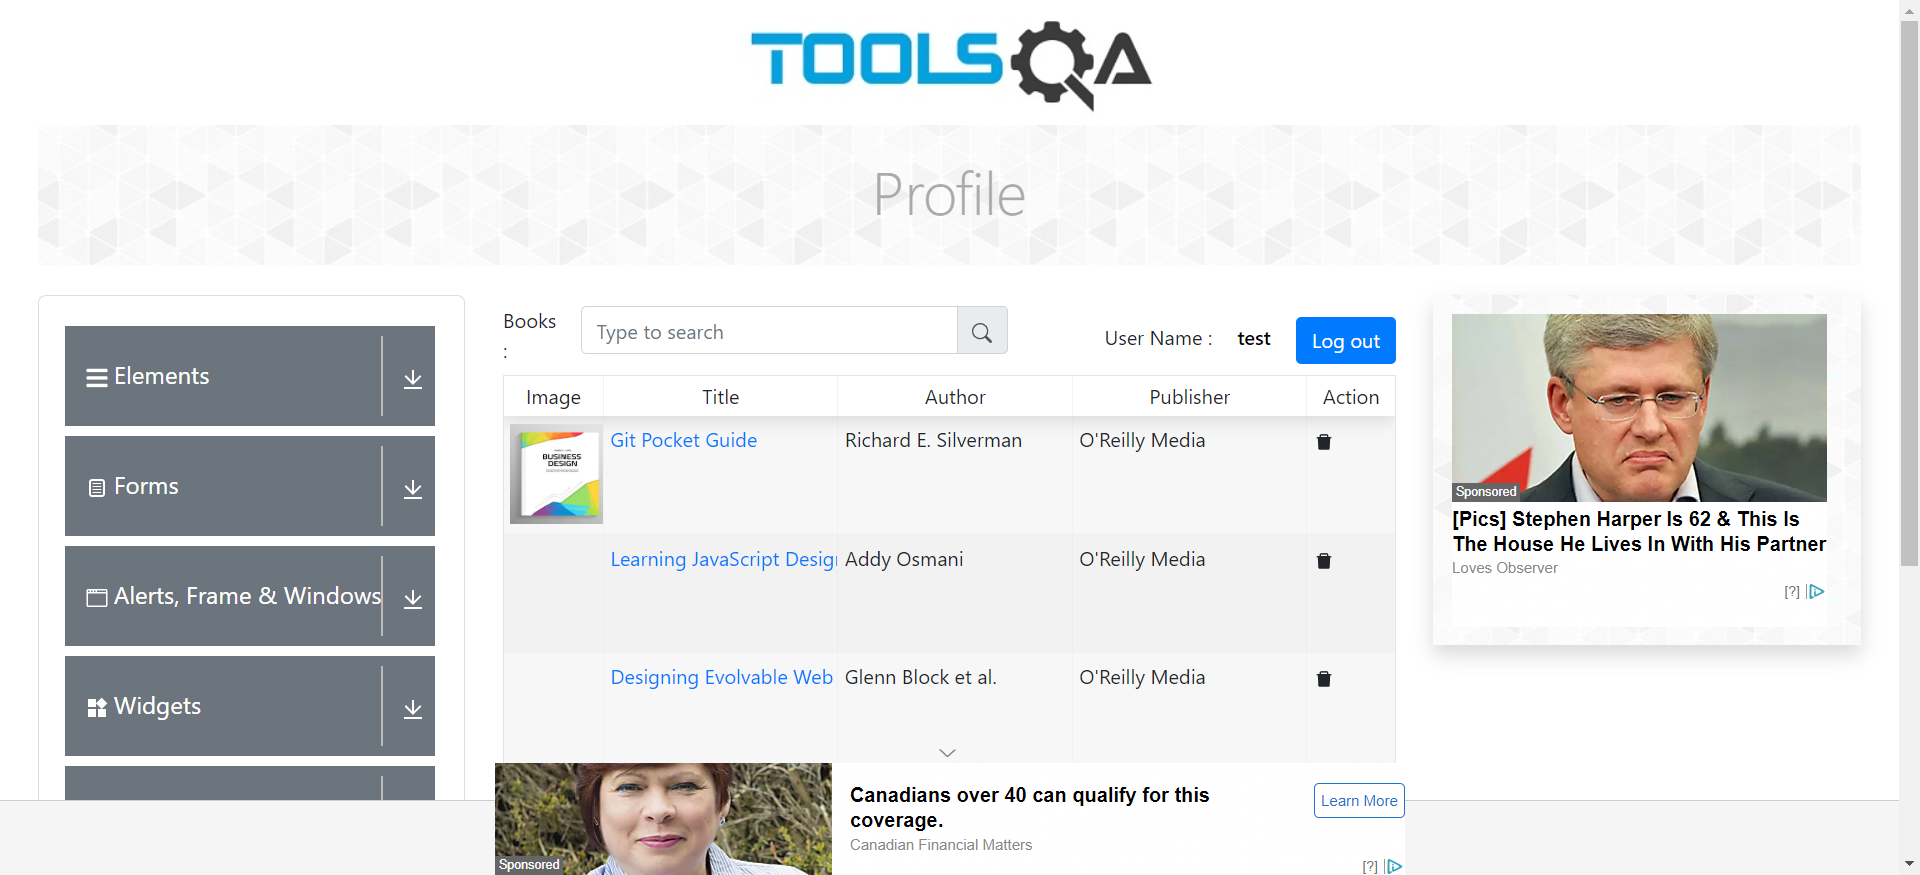 TOOLSQA
Profile
Elements
Forms
Alerts, Frame & Windows
Widgets
Books
:
Type to search
User Name :
test
Log out
Image
Title
Author
Publisher
Action
BUSINESS
DESIGN
Git Pocket Guide
Richard E. Silverman
O'Reilly Media
Learning JavaScript Design
Addy Osmani
O'Reilly Media
Designing Evolvable Web
Glenn Block et al.
O'Reilly Media
Sponsored
[Pics] Stephen Harper Is 62 & This Is
The House He Lives In With His Partner
Loves Observer
[?]
Sponsored
Canadians over 40 can qualify for this
coverage.
Canadian Financial Matters
Learn More
[?]